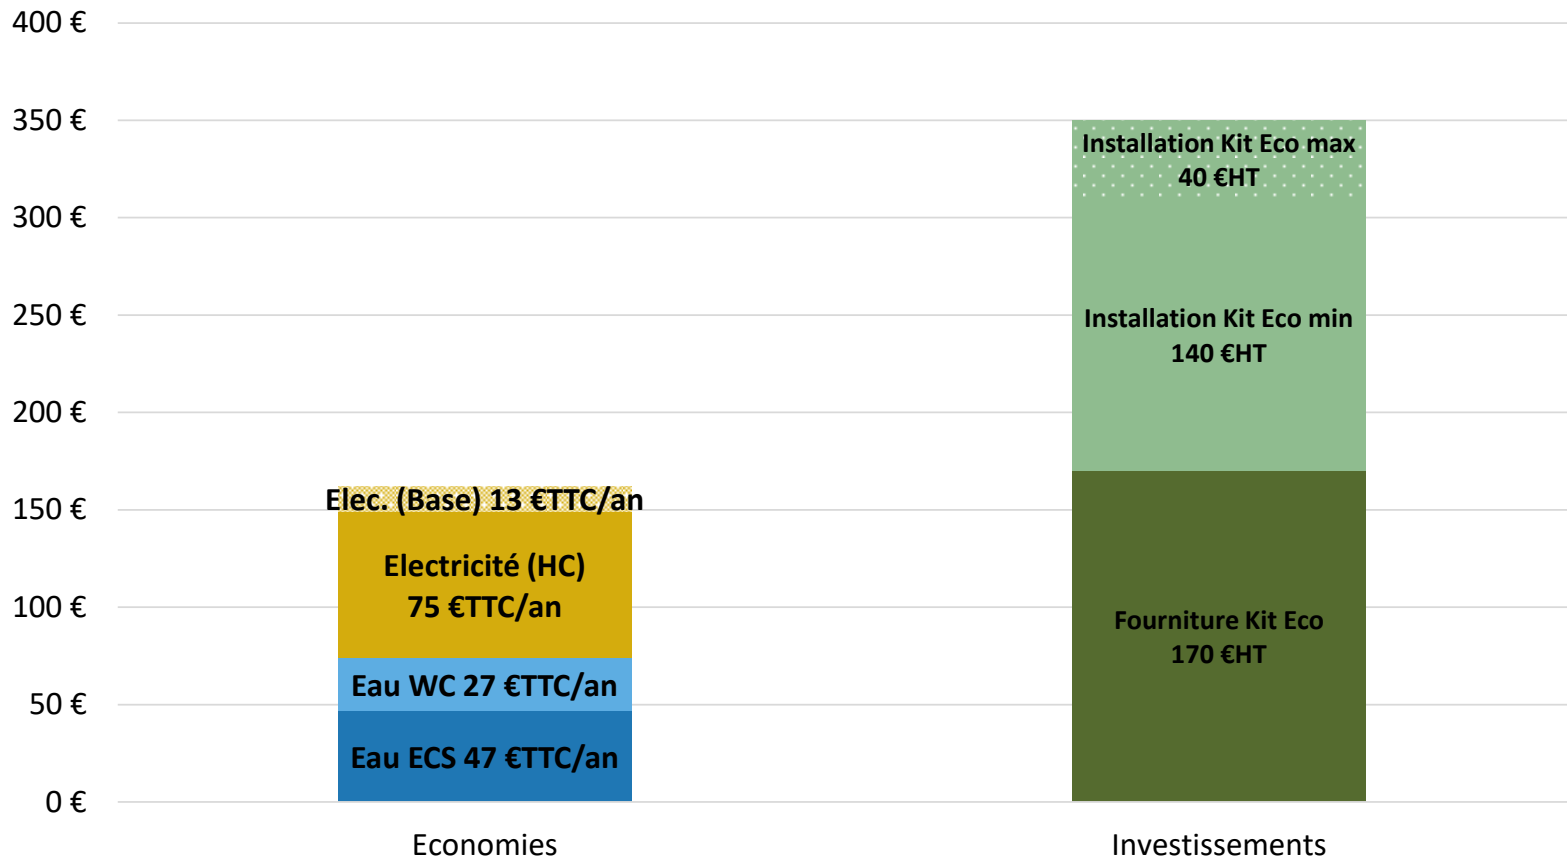 400 €
350 €
300 €
250 €
200 €
150 €
100 €
50 €
0 €
Elec. (Base) 13 €TTC/an
Electricité (HC)
75 €TTC/an
Eau WC 27 €TTC/an
Eau ECS 47 €TTC/an
Installation Kit Eco max
40 €HT
Installation Kit Eco min
140 €HT
Fourniture Kit Eco
170 €HT
Economies
Investissements